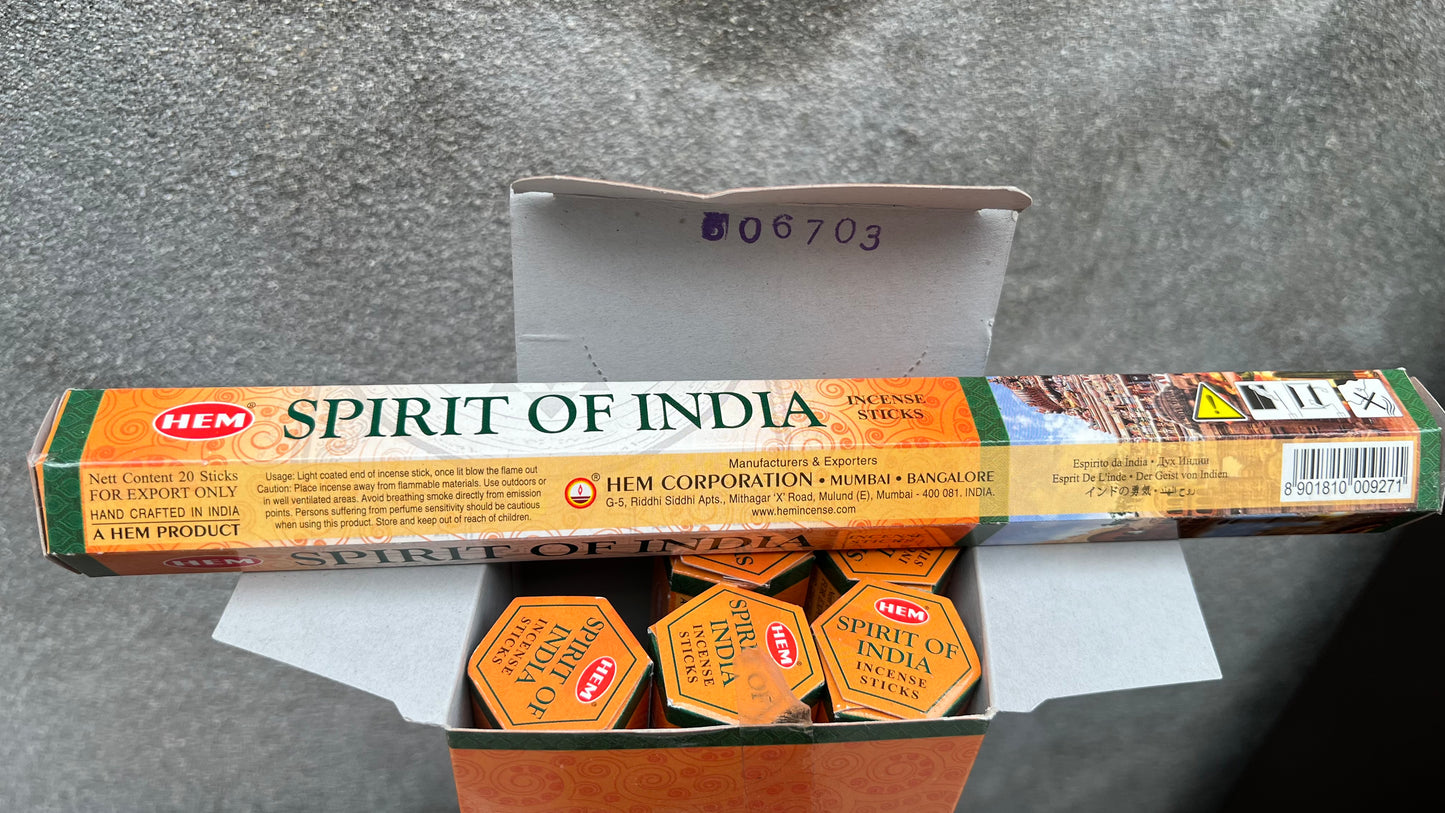 06703
HEM®
SPIRIT OF INDIA
INCENSE
STICKS
Nett Content 20 Sticks
FOR EXPORT ONLY
HAND CRAFTED IN INDIA
A HEM PRODUCT
Usage: Light coated end of incense stick, once lit blow the flame out
Caution: Place incense away from flammable materials. Use outdoors or
in well ventilated areas. Avoid breathing smoke directly from emission
points. Persons suffering from perfume sensitivity should be cautious
when using this product. Store and keep out of reach of children.
Manufacturers & Exporters
HEM CORPORATION • MUMBAI • BANGALORE
G-5, Riddhi Siddhi Apts., Mithagar 'X' Road, Mulund (E), Mumbai - 400 081. INDIA.
www.hemincense.com
Espirito da India • Дух Индии
Esprit De L'inde • Der Geist von Indien
インドの勇気 •
8 901810 009271
HEM
SPIRIT OF INDIA
SPIRIT OF
INDIA
INCENSE
STICKS
HEM
HEM
SPIRIT OF
INDIA
INCENSE
STICKS
HEM
SPIRIT OF
INDIA
INCENSE
STICKS